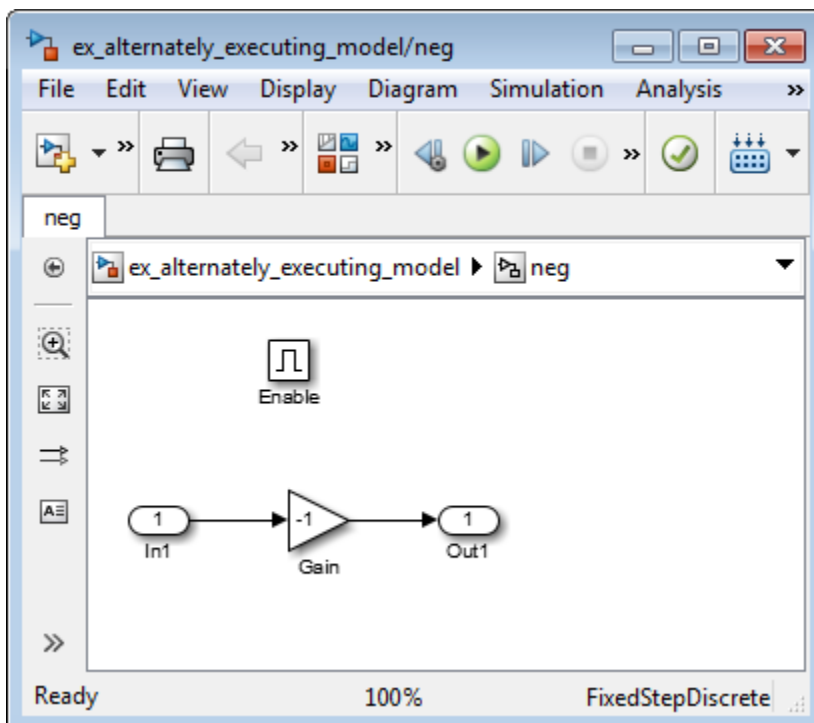 ex_alternately_executing_model/neg
File Edit View Display Diagram Simulation Analysis »
» » » »
neg
ex_alternately_executing_model neg
Enable
1 -1 1
In1 Gain Out1
Ready 100% FixedStepDiscrete